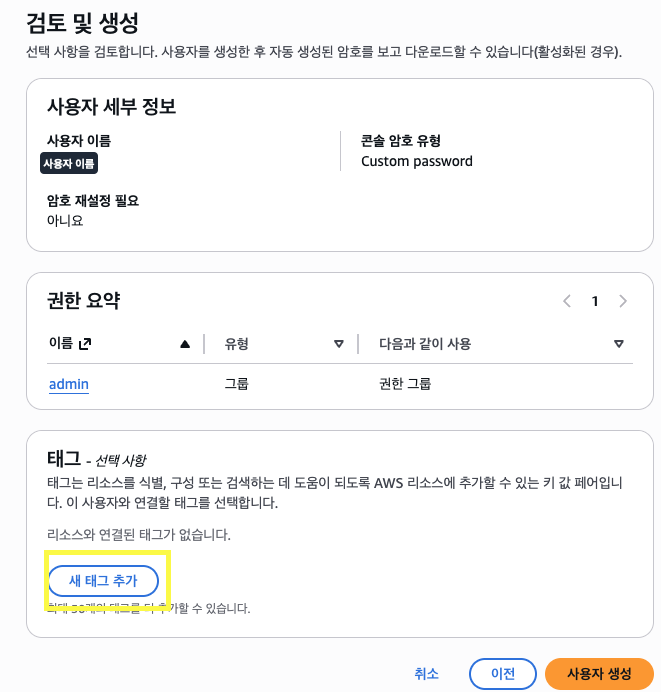 검토 및 생성
선택 사항을 검토합니다. 사용자를 생성한 후 자동 생성된 암호를 보고 다운로드할 수 있습니다(활성화된 경우).
사용자 세부 정보
사용자 이름
사용자 이름
콘솔 암호 유형
Custom password
암호 재설정 필요
아니요
권한 요약
1
이름
유형
다음과 같이 사용
admin
그룹
권한 그룹
태그 - 선택 사항
태그는 리소스를 식별, 구성 또는 검색하는 데 도움이 되도록 AWS 리소스에 추가할 수 있는 키 값 페어입니
다. 이 사용자와 연결할 태그를 선택합니다.
리소스와 연결된 태그가 없습니다.
새 태그 추가
최대 50개의 태그를 더 추가할 수 있습니다.
취소
이전
사용자 생성